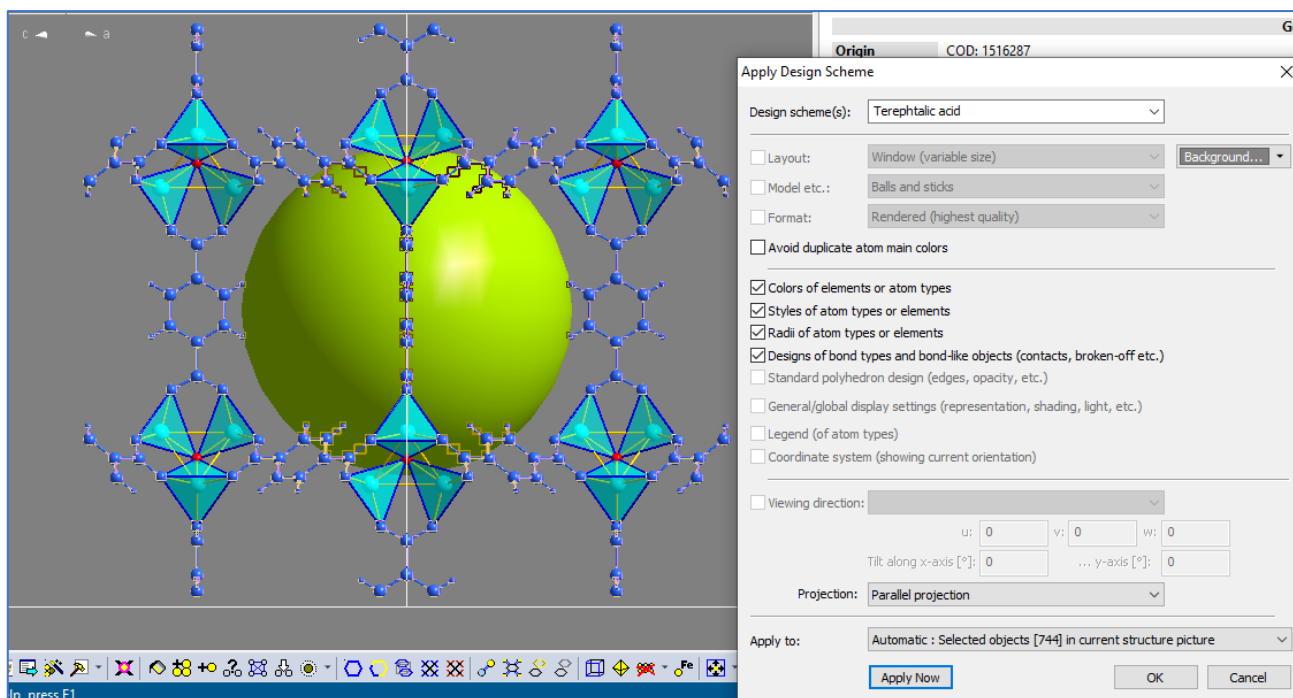 c a
G
Origin COD: 1516287
Apply Design Scheme
Design scheme(s): Terephtalic acid
Layout: Window (variable size) Background...
Model etc.: Balls and sticks
Format: Rendered (highest quality)
Avoid duplicate atom main colors
Colors of elements or atom types
Styles of atom types or elements
Radii of atom types or elements
Designs of bond types and bond-like objects (contacts, broken-off etc.)
Standard polyhedron design (edges, opacity, etc.)
General/global display settings (representation, shading, light, etc.)
Legend (of atom types)
Coordinate system (showing current orientation)
Viewing direction:
u: 0 v: 0 w: 0
Tilt along x-axis [°]: 0 ... y-axis [°]: 0
Projection: Parallel projection
Apply to: Automatic : Selected objects [744] in current structure picture
Apply Now OK Cancel
Fe
lp, press F1